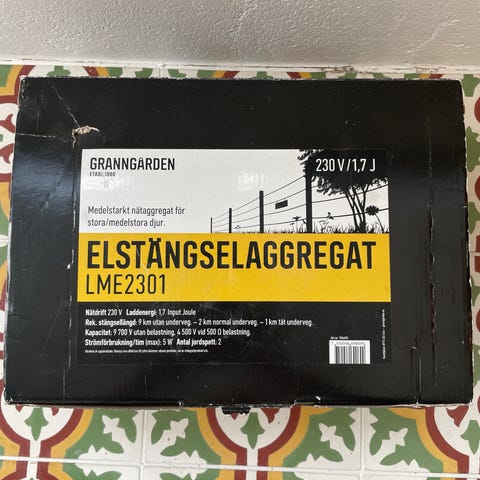 GRANNGÅRDEN
ETABL. 1880
230 V / 1,7 J
Medelstarkt nätaggregat för
stora/medelstora djur.
ELSTÄNGSELAGGREGAT
LME2301
Nätdrift 230 V Laddenergi: 1,7 Input Joule
Rek. stängsellängd: 9 km utan underveg. – 2 km normal underveg. – 1 km tät underveg.
Kapacitet: 9 700 V utan belastning, 4 500 V vid 500 Ω belastning.
Strömförbrukning/tim (max): 5 W Antal jordspett: 2